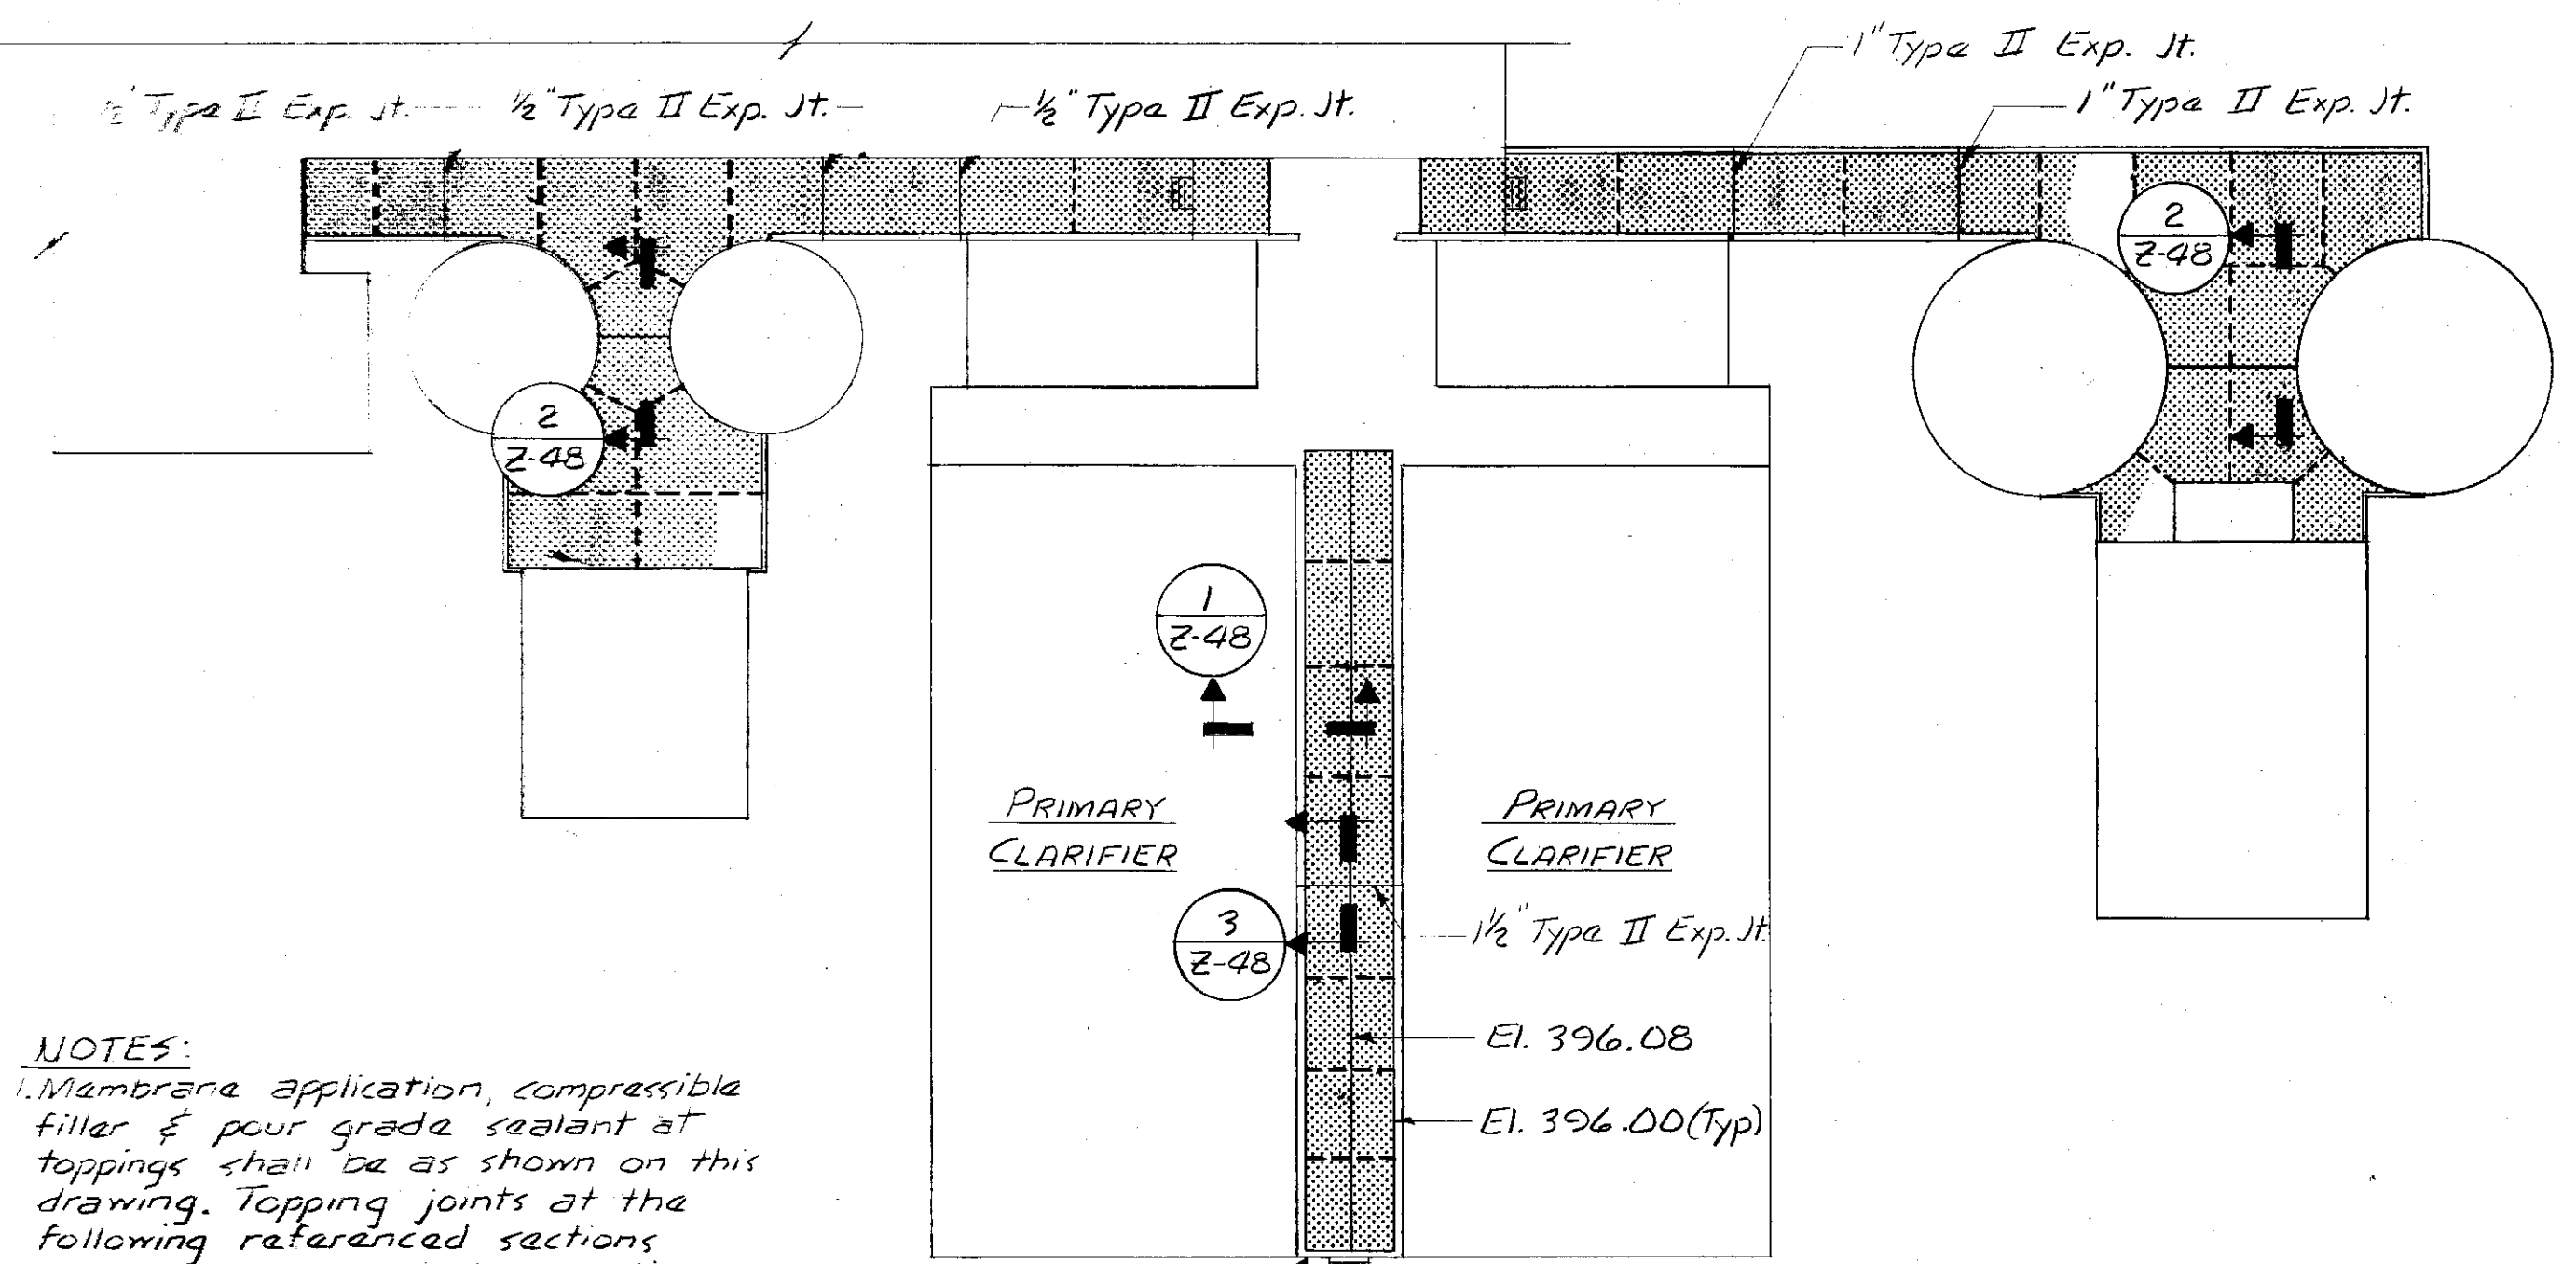 1" Type II Exp. Jt.
½" Type II Exp. Jt.
½" Type II Exp. Jt.
½" Type II Exp. Jt.
1" Type II Exp. Jt.
2
Z-48
2
Z-48
1
Z-48
PRIMARY
CLARIFIER
PRIMARY
CLARIFIER
3
Z-48
1½" Type II Exp. Jt.
El. 396.08
El. 396.00 (Typ)
NOTES:
1. Membrane application, compressible
filler & pour grade sealant at
toppings shall be as shown on this
drawing. Topping joints at the
following referenced sections